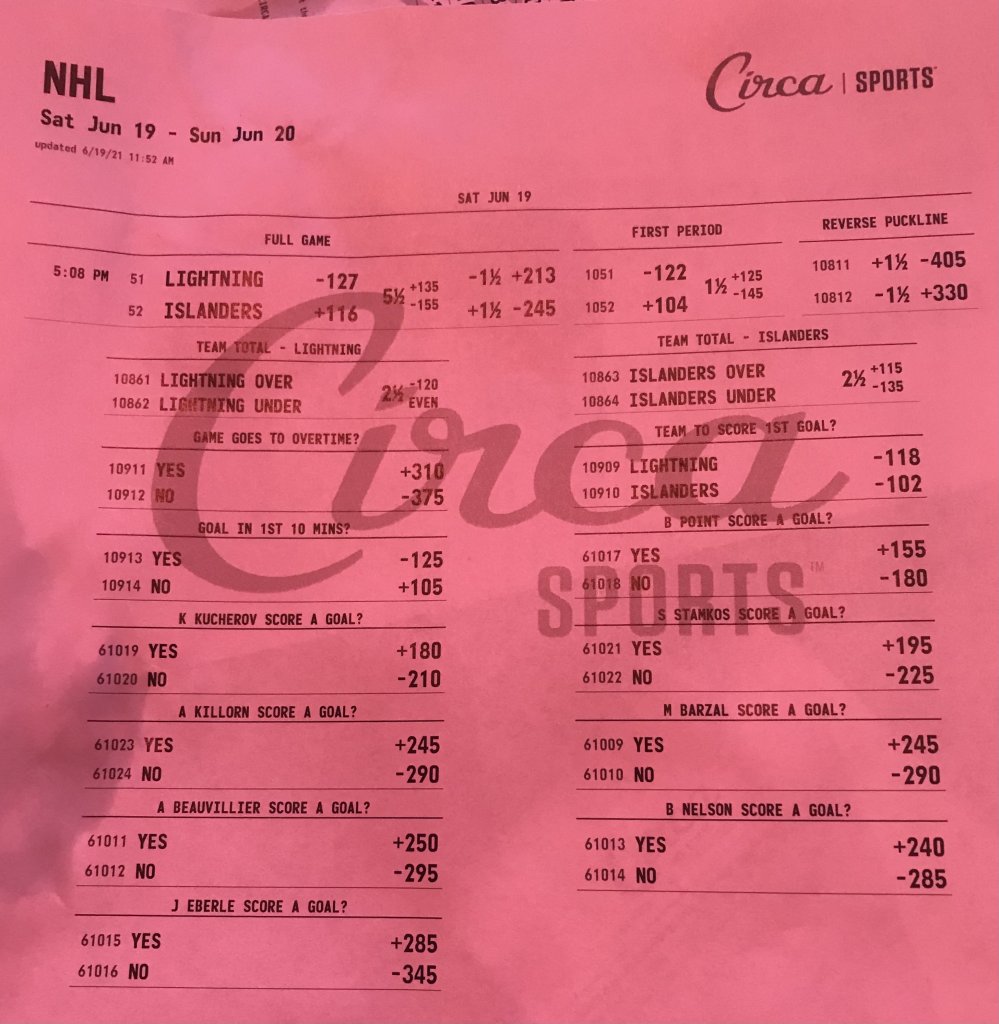 NHL
Circa | SPORTS
Sat Jun 19 - Sun Jun 20
updated 6/19/21 11:52 AM
SAT JUN 19
FULL GAME
5:08 PM 51 LIGHTNING -127 5½ +135 -1½ +213
52 ISLANDERS +116 -155 +1½ -245
FIRST PERIOD
1051 -122 1½ +125
1052 +104 -145
REVERSE PUCKLINE
10811 +1½ -405
10812 -1½ +330
TEAM TOTAL - LIGHTNING
10861 LIGHTNING OVER 2½ -120
10862 LIGHTNING UNDER EVEN
TEAM TOTAL - ISLANDERS
10863 ISLANDERS OVER 2½ +115
10864 ISLANDERS UNDER -135
GAME GOES TO OVERTIME?
10911 YES +310
10912 NO -375
TEAM TO SCORE 1ST GOAL?
10909 LIGHTNING -118
10910 ISLANDERS -102
GOAL IN 1ST 10 MINS?
10913 YES -125
10914 NO +105
B POINT SCORE A GOAL?
61017 YES +155
61018 NO -180
K KUCHEROV SCORE A GOAL?
61019 YES +180
61020 NO -210
S STAMKOS SCORE A GOAL?
61021 YES +195
61022 NO -225
A KILLORN SCORE A GOAL?
61023 YES +245
61024 NO -290
M BARZAL SCORE A GOAL?
61009 YES +245
61010 NO -290
A BEAUVILLIER SCORE A GOAL?
61011 YES +250
61012 NO -295
B NELSON SCORE A GOAL?
61013 YES +240
61014 NO -285
J EBERLE SCORE A GOAL?
61015 YES +285
61016 NO -345
Circa
SPORTS™